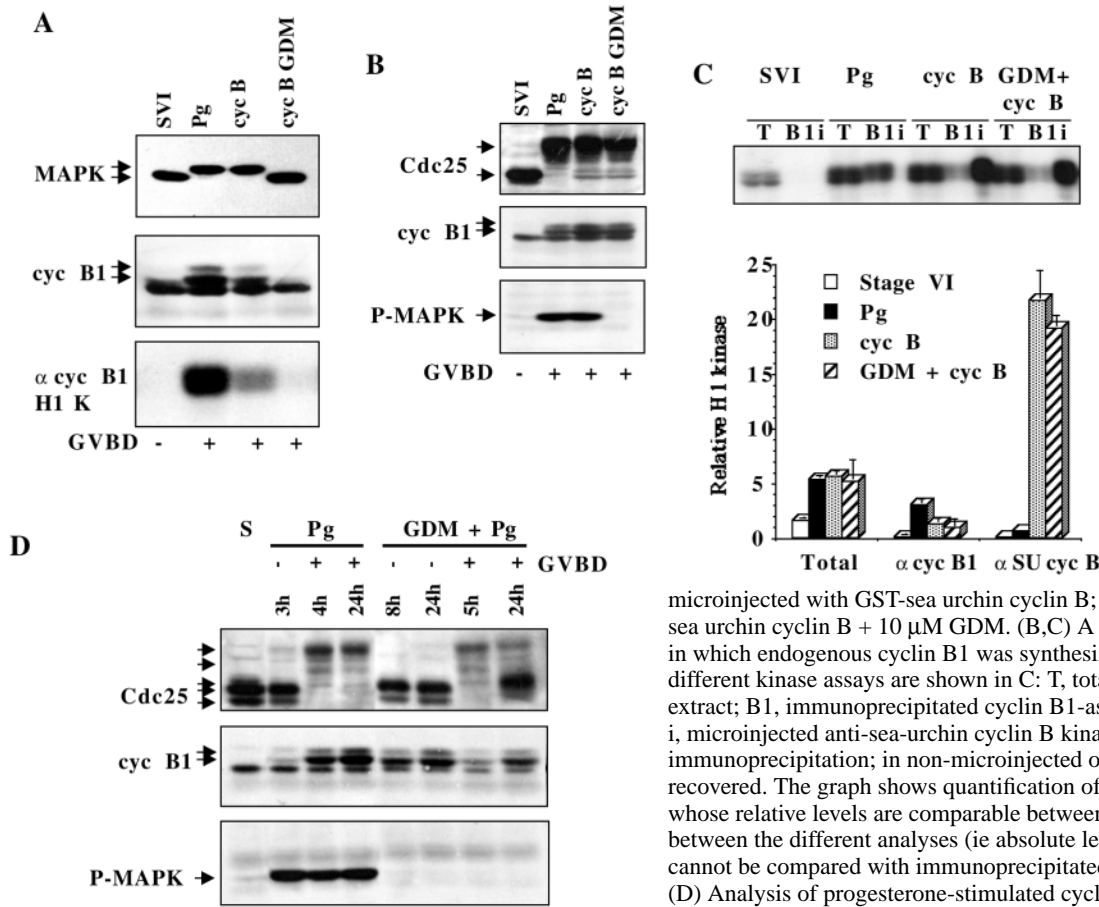 A
SVI
Pg
cyc B
cyc B GDM
MAPK
cyc B1
α cyc B1
H1 K
GVBD - + + +
B
SVI
Pg
cyc B
cyc B GDM
Cdc25
cyc B1
P-MAPK
GVBD - + + +
C
SVI Pg cyc B GDM+
cyc B
T B1i T B1i T B1i T B1i
Relative H1 kinase
25
20
15
10
5
0
Stage VI
Pg
cyc B
GDM + cyc B
Total α cyc B1 α SU cyc B
D
S Pg GDM + Pg
- + + - - + + GVBD
3h 4h 24h 8h 24h 5h 24h
Cdc25
cyc B1
P-MAPK
microinjected with GST-sea urchin cyclin B;
sea urchin cyclin B + 10 μM GDM. (B,C) A
in which endogenous cyclin B1 was synthesi
different kinase assays are shown in C: T, tota
extract; B1, immunoprecipitated cyclin B1-as
i, microinjected anti-sea-urchin cyclin B kina
immunoprecipitation; in non-microinjected o
recovered. The graph shows quantification of
whose relative levels are comparable between
between the different analyses (ie absolute le
cannot be compared with immunoprecipitated
(D) Analysis of progesterone-stimulated cycl